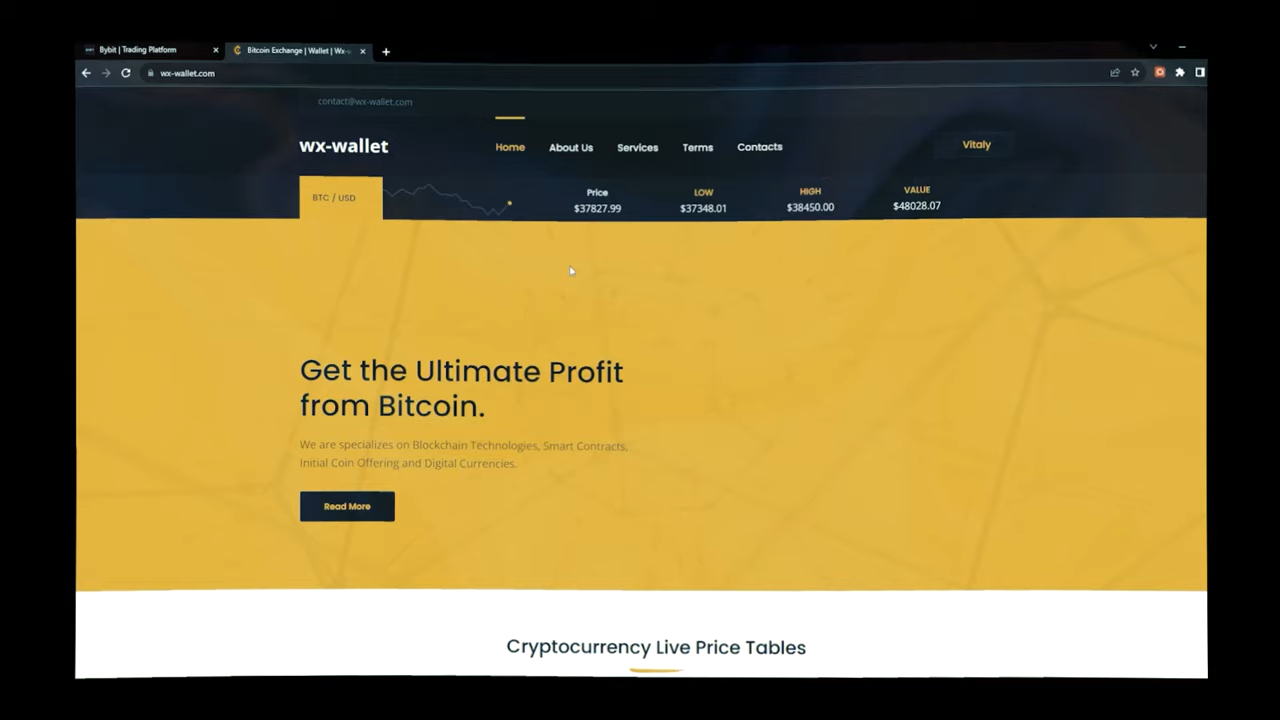 Bybit | Trading Platform
Bitcoin Exchange | Wallet | Wx-
wx-wallet.com
contact@wx-wallet.com
wx-wallet
Home
About Us
Services
Terms
Contacts
Vitaly
BTC / USD
Price
$37827.99
LOW
$37348.01
HIGH
$38450.00
VALUE
$48028.07
Get the Ultimate Profit
from Bitcoin.
We are specializes on Blockchain Technologies, Smart Contracts,
Initial Coin Offering and Digital Currencies.
Read More
Cryptocurrency Live Price Tables